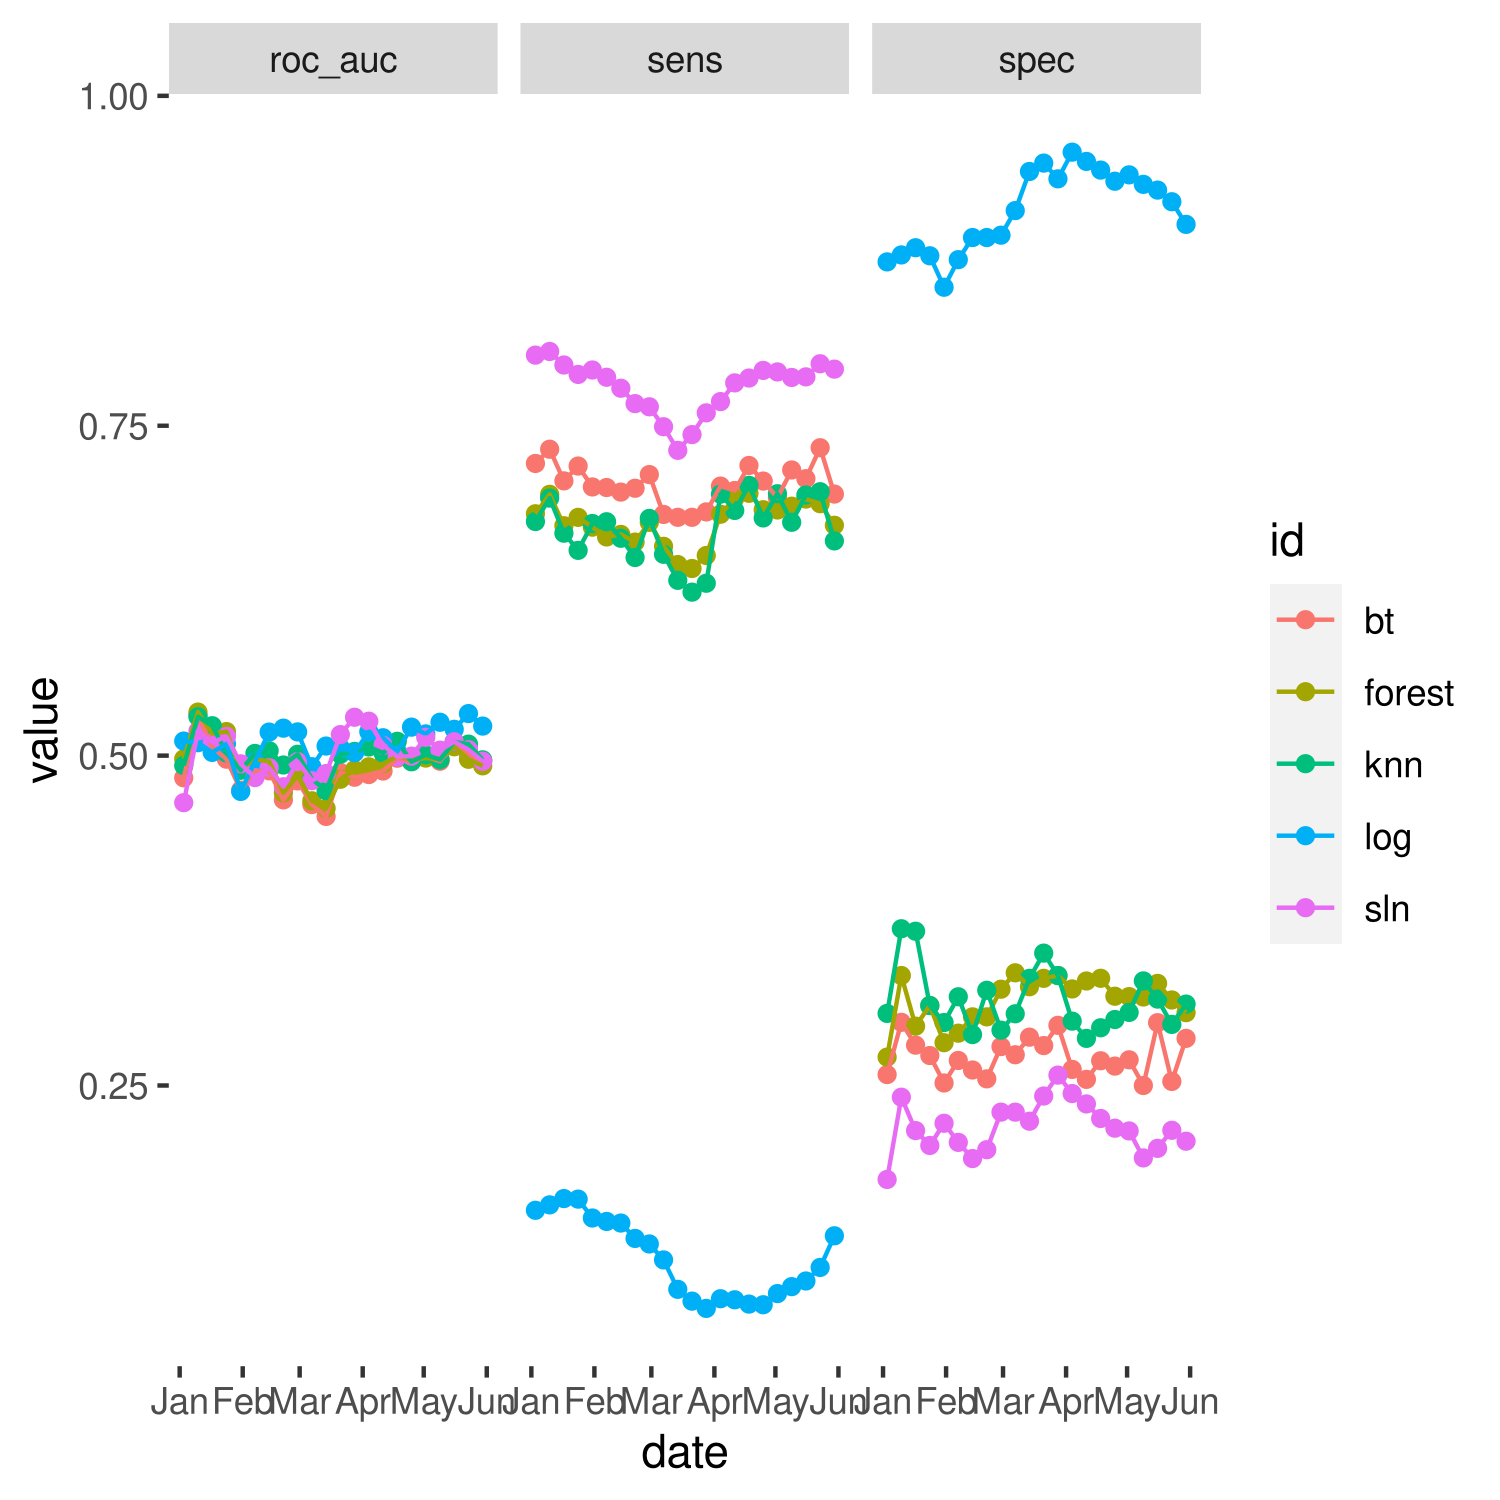 roc_auc sens spec
1.00
0.75
0.50
0.25
value
Jan Feb Mar Apr May Jun Jan Feb Mar Apr May Jun Jan Feb Mar Apr May Jun
date
id
bt
forest
knn
log
sln